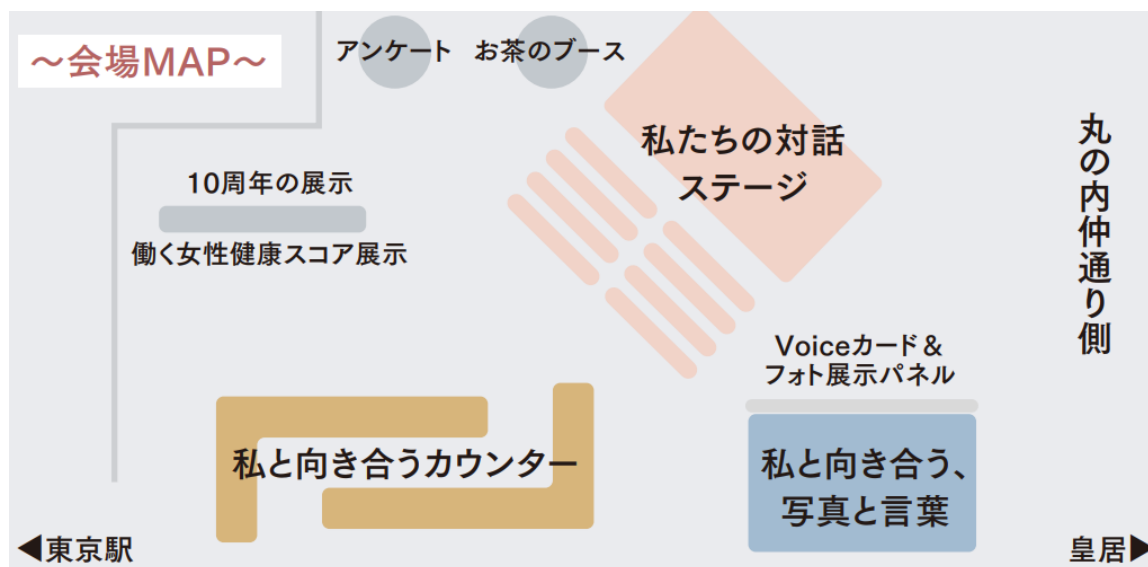 ～会場MAP～
アンケート
お茶のブース
私たちの対話
ステージ
丸の内仲通り側
10周年の展示
働く女性健康スコア展示
Voiceカード&
フォト展示パネル
私と向き合うカウンター
私と向き合う、
写真と言葉
◀東京駅
皇居▶